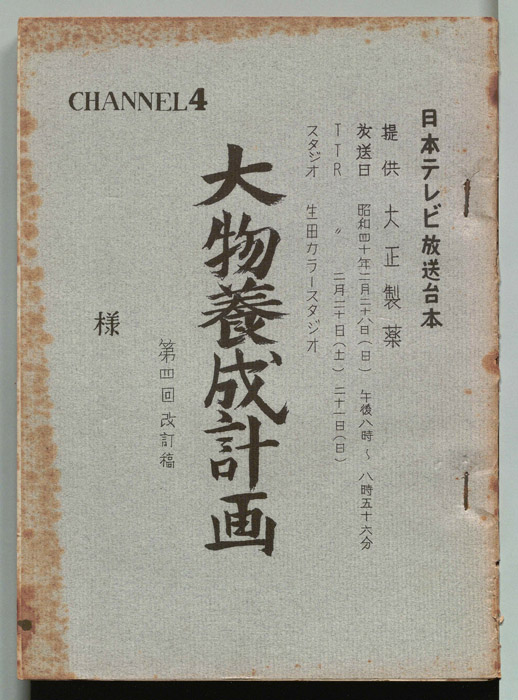 日本テレビ放送台本
提供 大正製薬
放送日 昭和四十年二月二十八日(日) 午後八時〜八時五十六分
TTR 〃 二月二十日(土) 二十一日(日)
スタジオ 生田カラースタジオ
大物養成計画
第四回 改訂稿
様
CHANNEL4